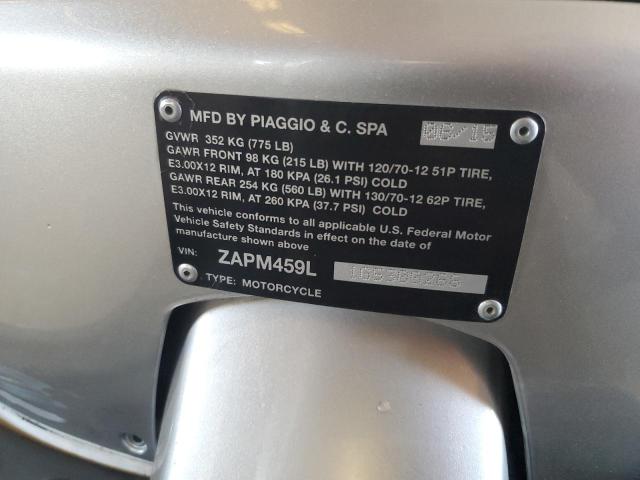 MFD BY PIAGGIO & C. SPA 08/15
GVWR 352 KG (775 LB)
GAWR FRONT 98 KG (215 LB) WITH 120/70-12 51P TIRE,
E3.00X12 RIM, AT 180 KPA (26.1 PSI) COLD
GAWR REAR 254 KG (560 LB) WITH 130/70-12 62P TIRE,
E3.00X12 RIM, AT 260 KPA (37.7 PSI) COLD
This vehicle conforms to all applicable U.S. Federal Motor
Vehicle Safety Standards in effect on the date of
manufacture shown above
VIN: ZAPM459L
TYPE: MOTORCYCLE